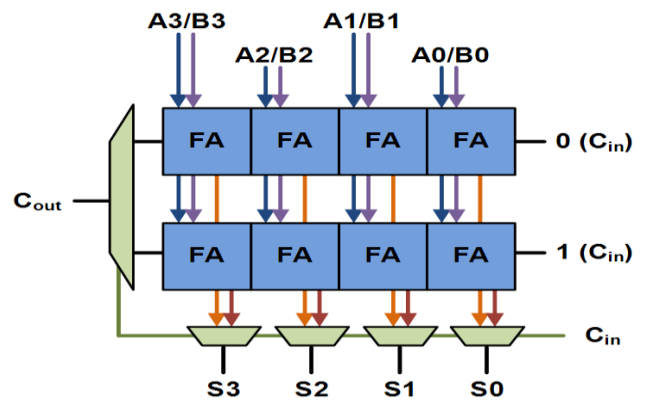 A3/B3 A1/B1
A2/B2 A0/B0
FA FA FA FA 0 (Cin)
Cout
FA FA FA FA 1 (Cin)
Cin
S3 S2 S1 S0